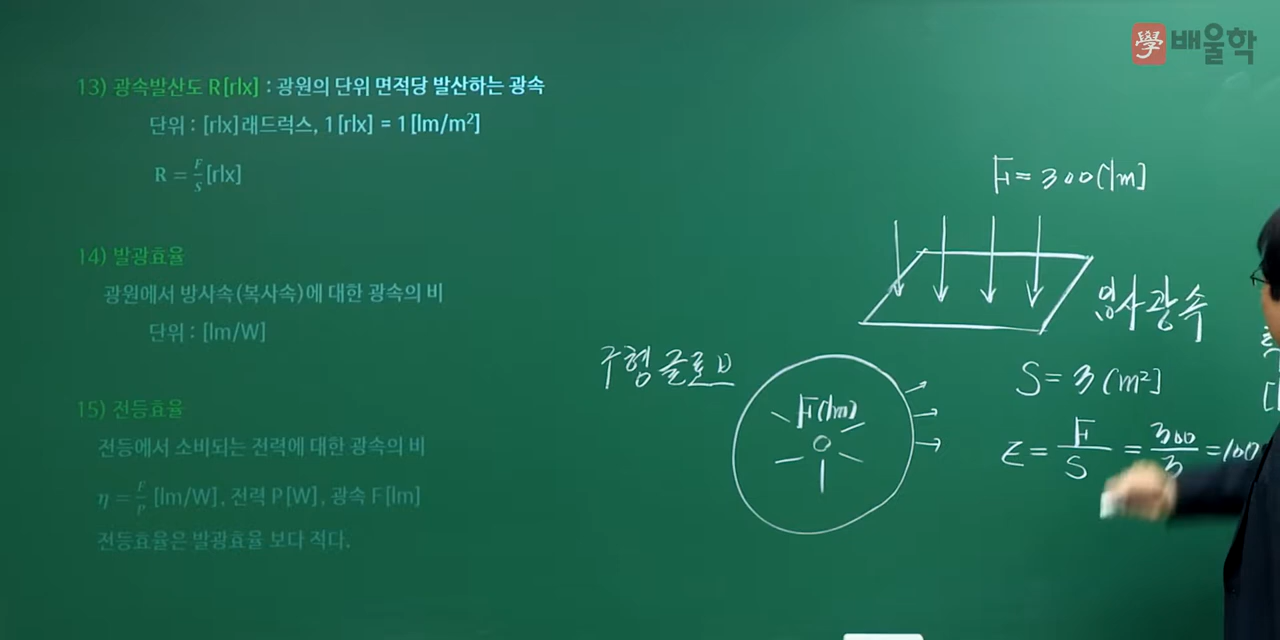 學 배울학
13) 광속발산도 R[rlx] : 광원의 단위 면적당 발산하는 광속
단위 : [rlx]래드럭스, 1[rlx] = 1[lm/m²]
R = F/S [rlx]
14) 발광효율
광원에서 방사속(복사속)에 대한 광속의 비
단위 : [lm/W]
15) 전등효율
전등에서 소비되는 전력에 대한 광속의 비
η = F/P [lm/W], 전력 P[W], 광속 F[lm]
전등효율은 발광효율 보다 적다.
F = 300[lm]
입사광속
구형 글로브
F[lm]
S = 3[m²]
E = F/S = 300/3 = 100